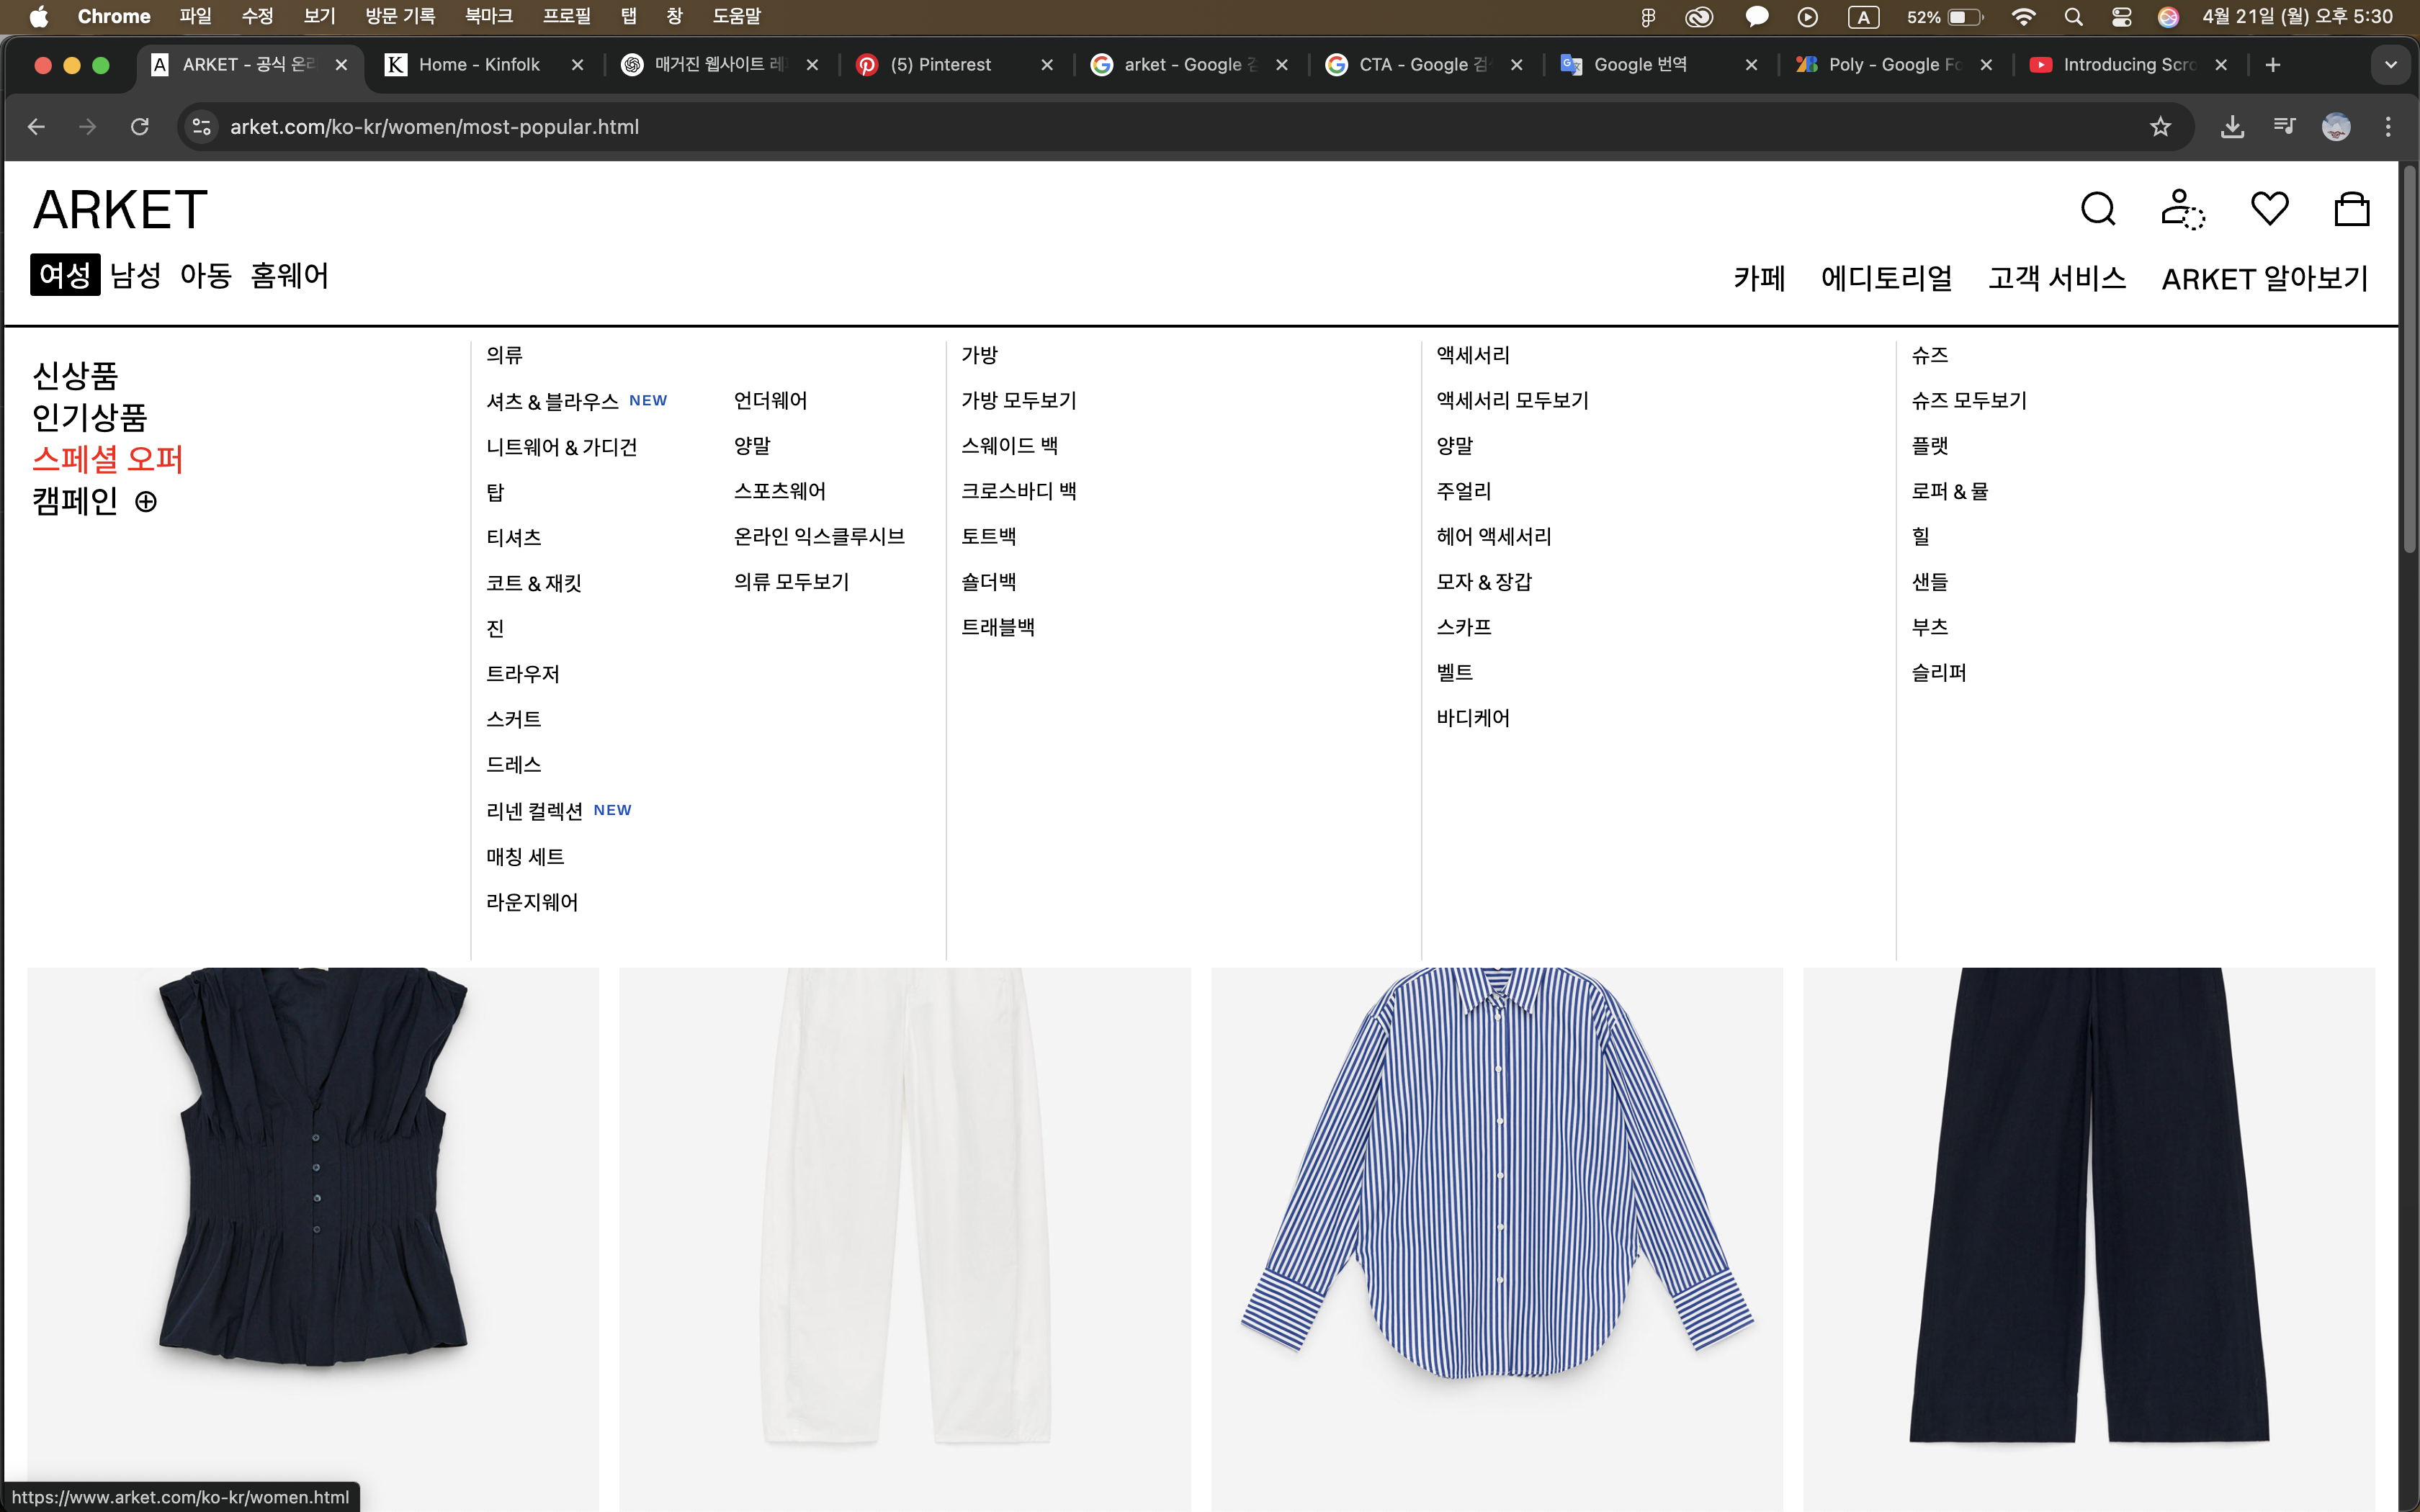 Chrome 파일 수정 보기 방문 기록 북마크 프로필 탭 창 도움말 A 52% 4월 21일 (월) 오후 5:30
A ARKET - 공식 온 K Home - Kinfolk 매거진 웹사이트 (5) Pinterest arket - Google CTA - Google 검 Google 번역 Poly - Google Introducing
arket.com/ko-kr/women/most-popular.html
ARKET
여성 남성 아동 홈웨어
카페 에디토리얼 고객 서비스 ARKET 알아보기
신상품
인기상품
스페셜 오퍼
캠페인
의류
셔츠 & 블라우스 NEW
니트웨어 & 가디건
탑
티셔츠
코트 & 재킷
진
트라우저
스커트
드레스
리넨 컬렉션 NEW
매칭 세트
라운지웨어
언더웨어
양말
스포츠웨어
온라인 익스클루시브
의류 모두보기
가방
가방 모두보기
스웨이드 백
크로스바디 백
토트백
숄더백
트래블백
액세서리
액세서리 모두보기
양말
주얼리
헤어 액세서리
모자 & 장갑
스카프
벨트
바디케어
슈즈
슈즈 모두보기
플랫
로퍼 & 뮬
힐
샌들
부츠
슬리퍼
https://www.arket.com/ko-kr/women.html